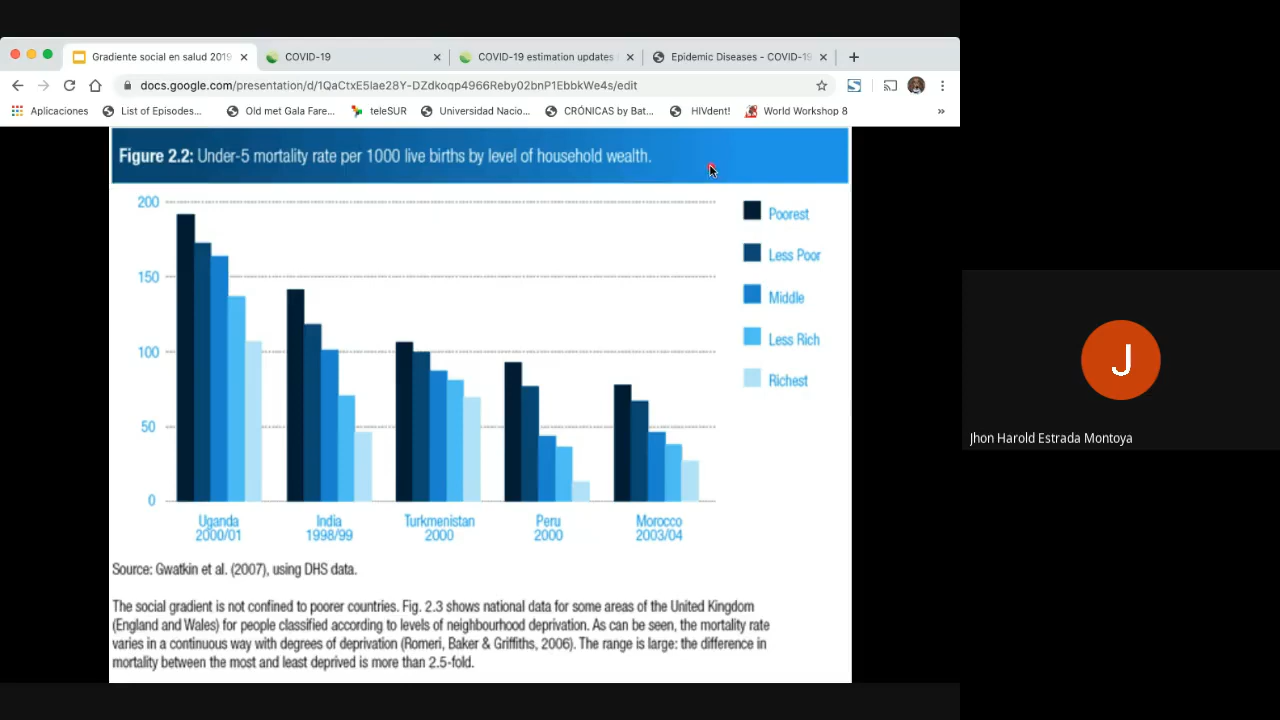 Gradiente social en salud 2019
COVID-19
COVID-19 estimation updates
Epidemic Diseases - COVID-19
docs.google.com/presentation/d/1QaCtxE5lae28Y-DZdkoqp4966Reby02bnP1EbbkWe4s/edit
Aplicaciones
List of Episodes...
Old met Gala Fare...
teleSUR
Universidad Nacio...
CRÓNICAS by Bat...
HIVdent!
World Workshop 8
»
Figure 2.2: Under-5 mortality rate per 1000 live births by level of household wealth.
200
150
100
50
0
Poorest
Less Poor
Middle
Less Rich
Richest
Uganda
2000/01
India
1998/99
Turkmenistan
2000
Peru
2000
Morocco
2003/04
Source: Gwatkin et al. (2007), using DHS data.
The social gradient is not confined to poorer countries. Fig. 2.3 shows national data for some areas of the United Kingdom
(England and Wales) for people classified according to levels of neighbourhood deprivation. As can be seen, the mortality rate
varies in a continuous way with degrees of deprivation (Romeri, Baker & Griffiths, 2006). The range is large: the difference in
mortality between the most and least deprived is more than 2.5-fold.
J
Jhon Harold Estrada Montoya